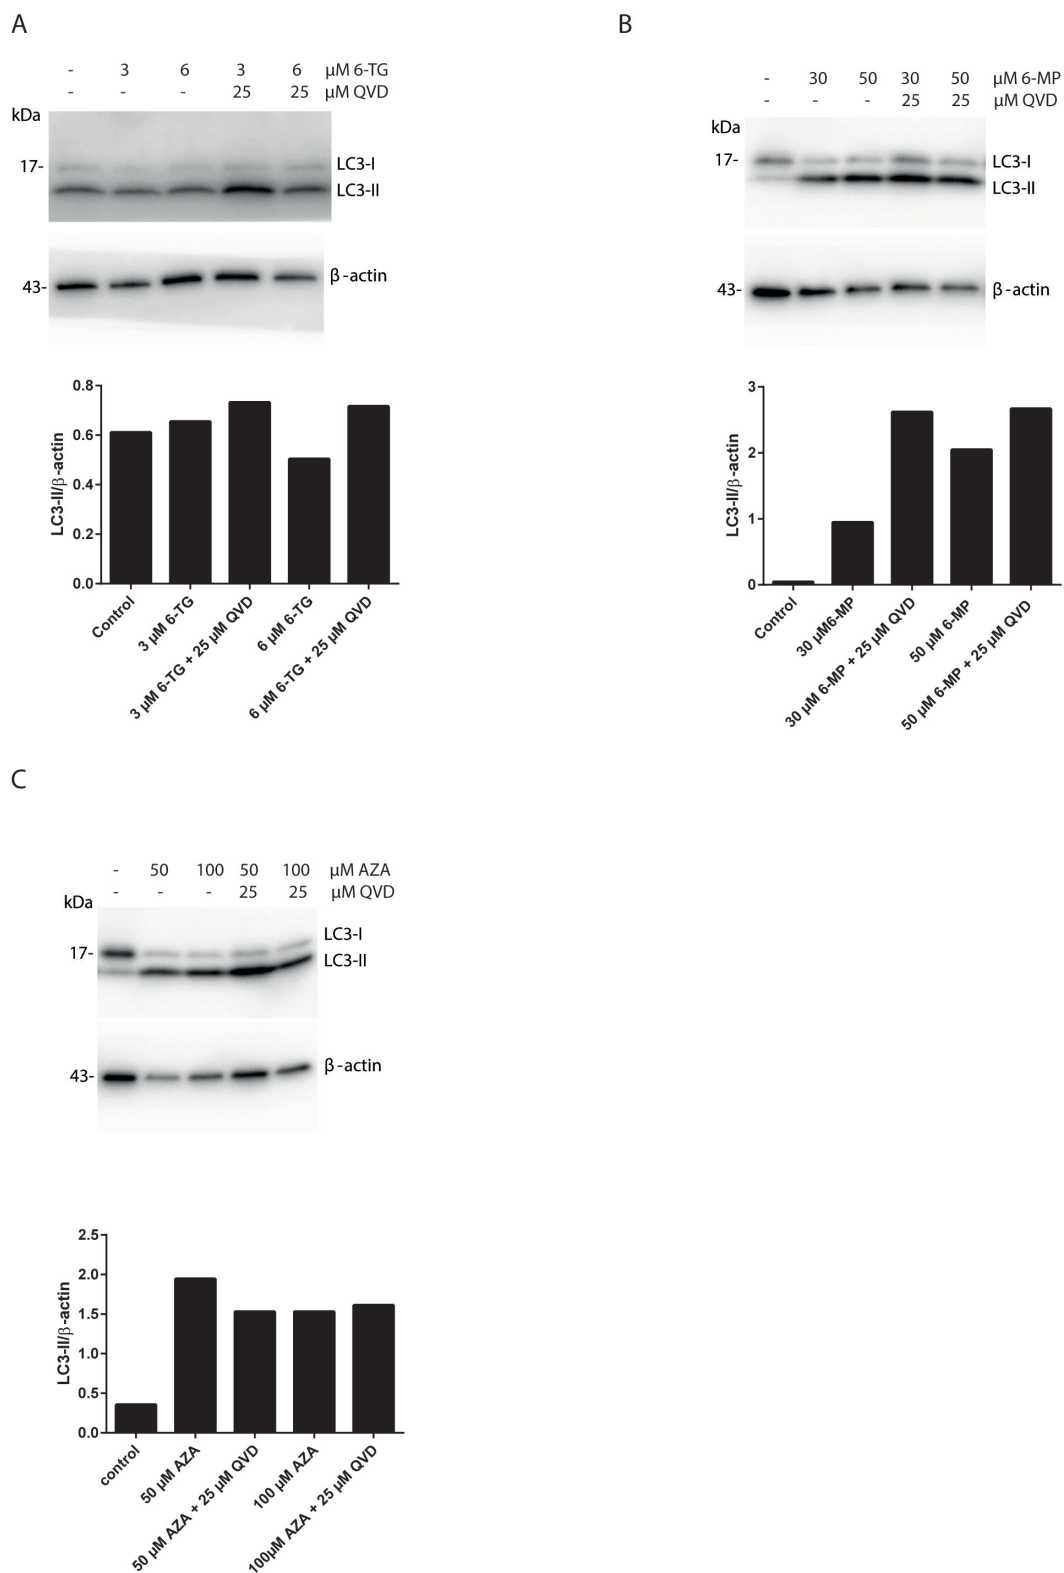 A
- 3 6 3 6 µM 6-TG
- - - 25 25 µM QVD
kDa
17-
LC3-I
LC3-II
43-
β-actin
LC3-II/β-actin
0.8
0.6
0.4
0.2
0.0
Control
3 µM 6-TG
3 µM 6-TG + 25 µM QVD
6 µM 6-TG
6 µM 6-TG + 25 µM QVD
B
- 30 50 30 50 µM 6-MP
- - - 25 25 µM QVD
kDa
17-
LC3-I
LC3-II
43-
β-actin
LC3-II/β-actin
3
2
1
0
Control
30 µM6-MP
30 µM 6-MP + 25 µM QVD
50 µM 6-MP
50 µM 6-MP + 25 µM QVD
C
- 50 100 50 100 µM AZA
- - - 25 25 µM QVD
kDa
17-
LC3-I
LC3-II
43-
β-actin
LC3-II/β-actin
2.5
2.0
1.5
1.0
0.5
0.0
control
50 µM AZA
50 µM AZA + 25 µM QVD
100 µM AZA
100µM AZA + 25 µM QVD